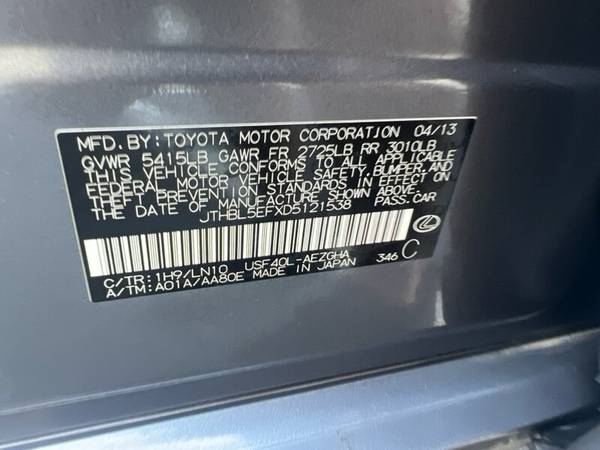 MFD.BY:TOYOTA MOTOR CORPORATION 04/13
GVWR 5415LB GAWR FR 2725LB RR 3010LB
THIS VEHICLE CONFORMS TO ALL APPLICABLE
FEDERAL MOTOR VEHICLE SAFETY,BUMPER,AND
THEFT PREVENTION STANDARDS IN EFFECT ON
THE DATE OF MANUFACTURE SHOWN ABOVE.
JTHBL5EFXD5121538 PASS.CAR
C/TR:1H9/LN10 USF40L-AEZGHA
A/TM:A01A/AA80E MADE IN JAPAN 346 C